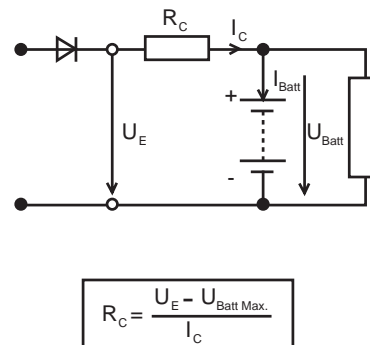 R_C I_C
I_Batt
+
U_E U_Batt
-
R_C = (U_E – U_Batt Max.) / I_C